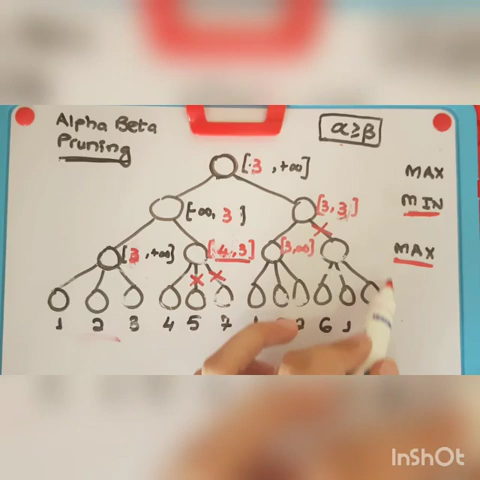 Alpha Beta
Pruning
α≥β
[3, +∞]
MAX
[-∞, 3]
[3, 3]
MIN
[3, +∞]
[4, 3]
[3, ∞]
MAX
1 2 3 4 5 7 6 1
InShOt